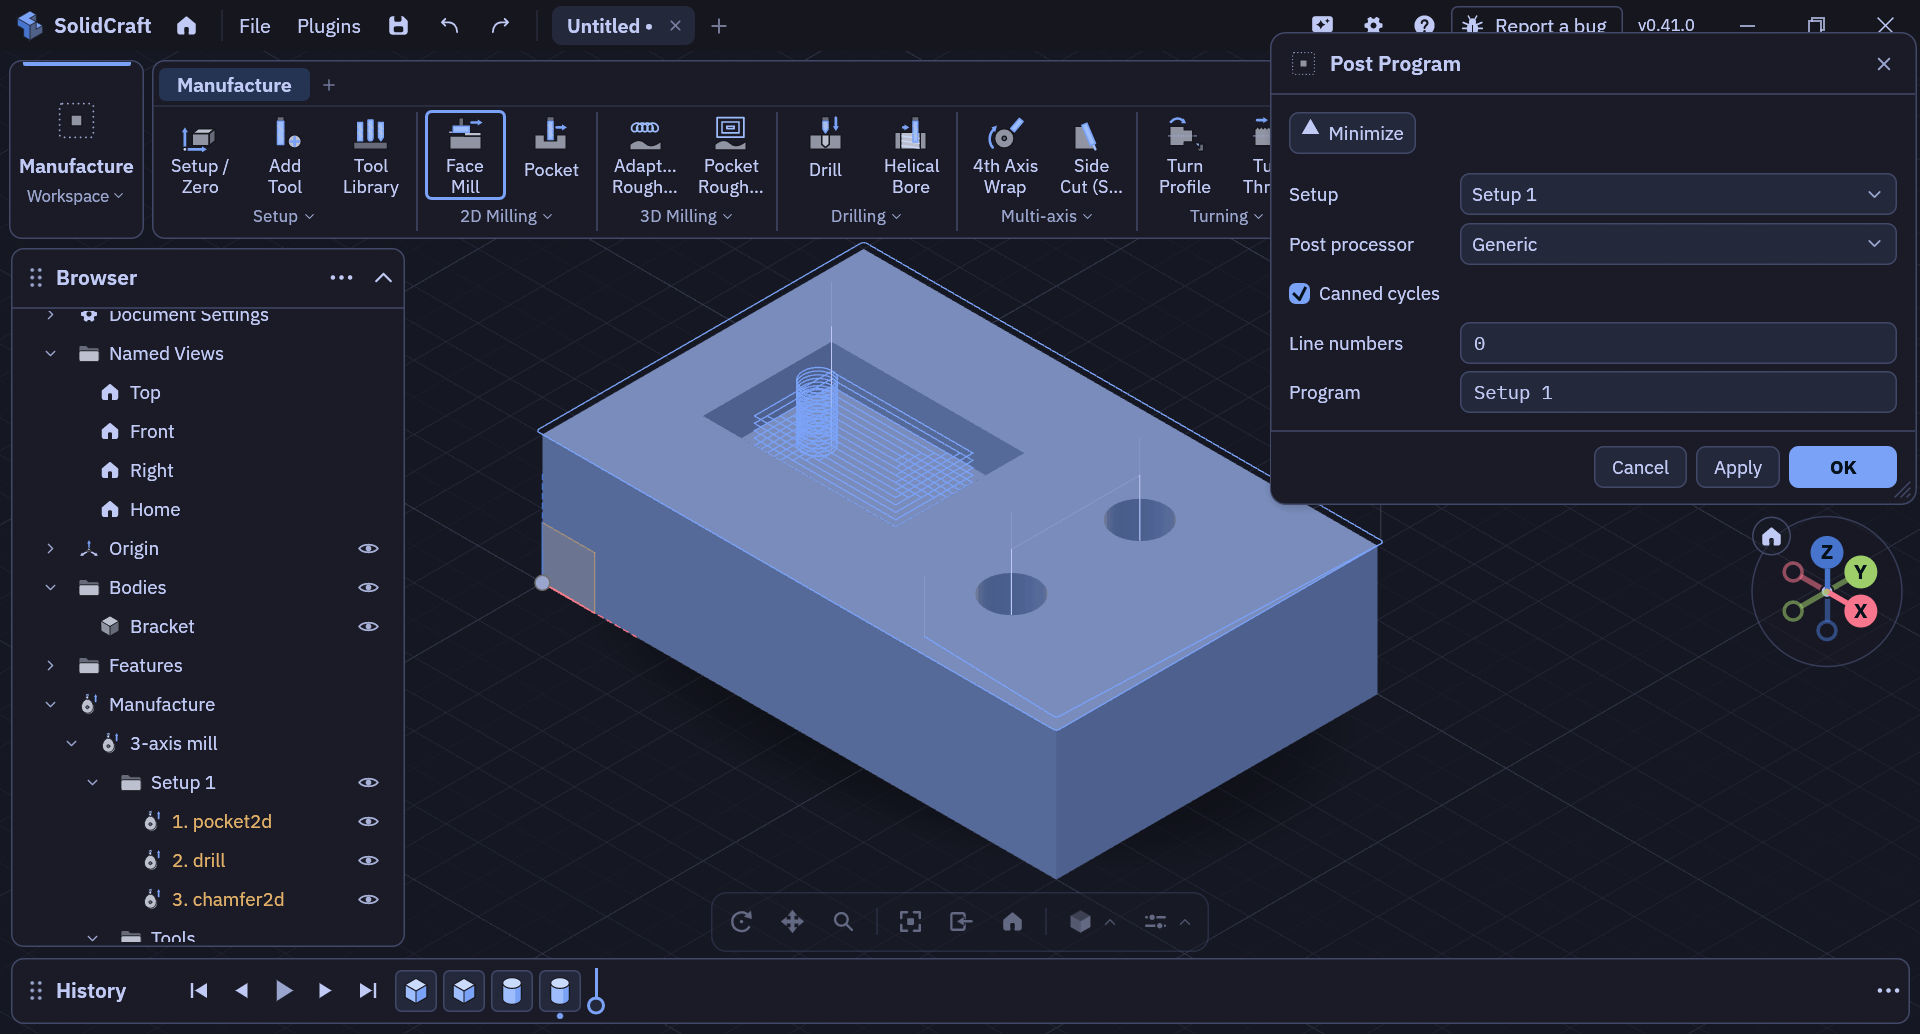 SolidCraft
File
Plugins
Untitled •
Report a bug
v0.41.0
Manufacture
Workspace
Manufacture
Setup / Zero
Add Tool
Tool Library
Setup
Face Mill
Pocket
2D Milling
Adapt... Rough...
Pocket Rough...
3D Milling
Drill
Helical Bore
Drilling
4th Axis Wrap
Side Cut (S...
Multi-axis
Turn Profile
Turning
Post Program
Minimize
Setup
Setup 1
Post processor
Generic
Canned cycles
Line numbers
0
Program
Setup 1
Cancel
Apply
OK
Browser
Document Settings
Named Views
Top
Front
Right
Home
Origin
Bodies
Bracket
Features
Manufacture
3-axis mill
Setup 1
1. pocket2d
2. drill
3. chamfer2d
Tools
Z
Y
X
History